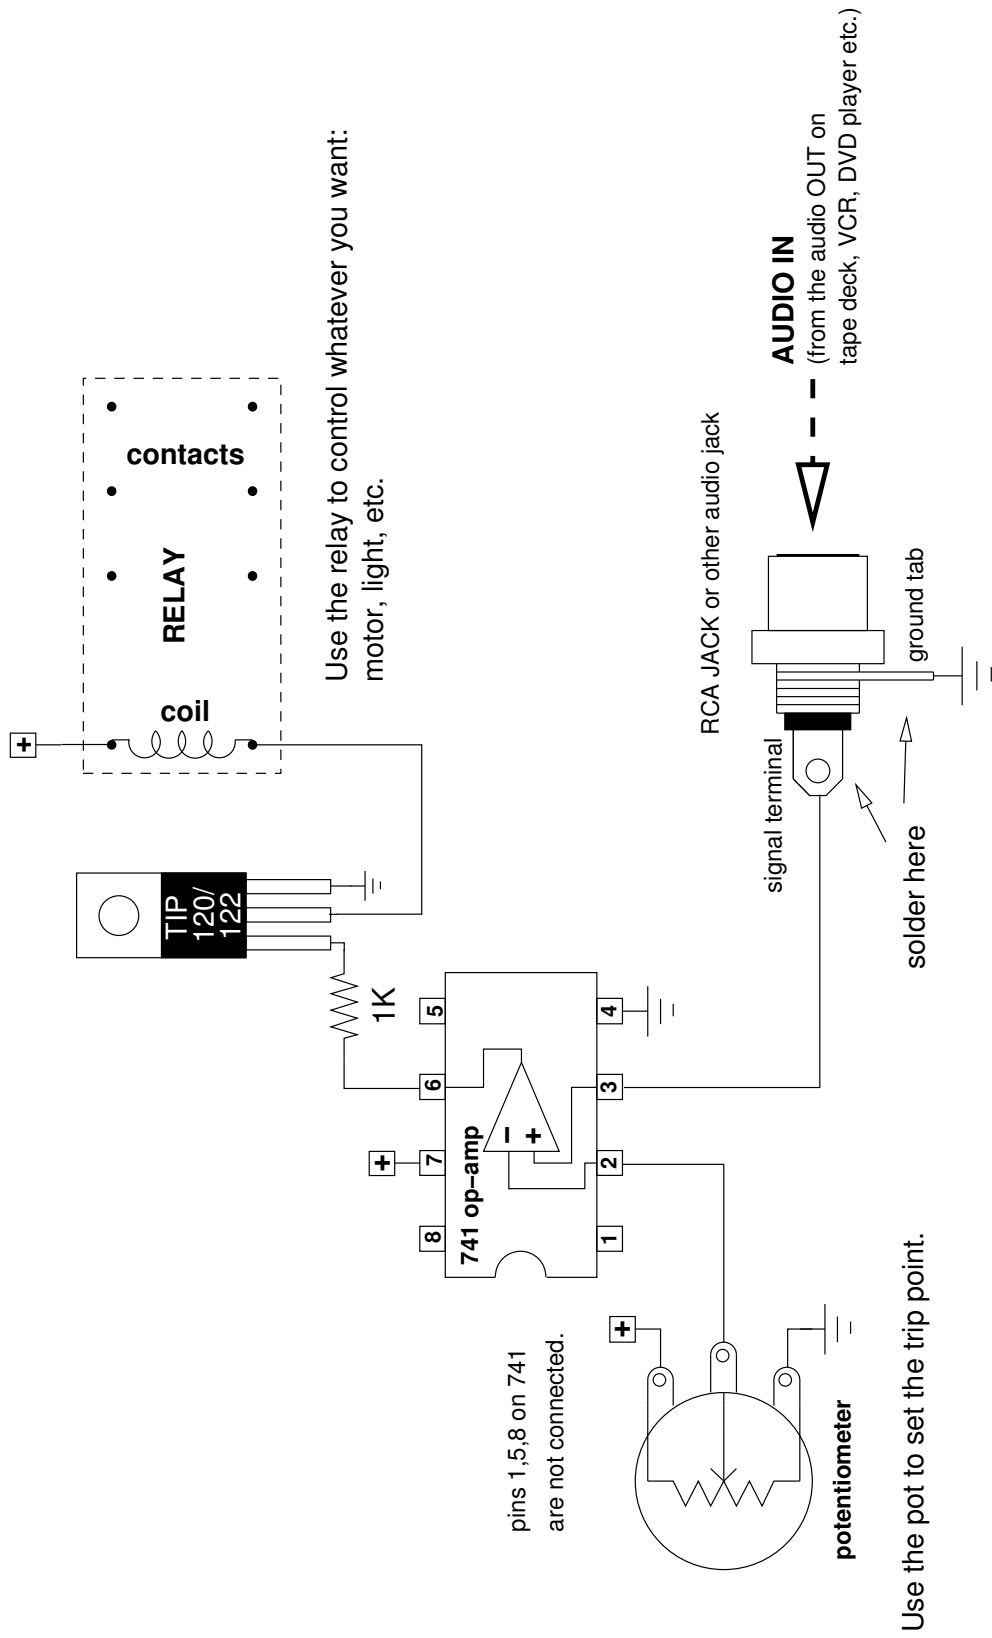 +
coil
RELAY
contacts
TIP
120/
122
1K
Use the relay to control whatever you want:
motor, light, etc.
+
8
7
6
5
741 op–amp
–
+
1
2
3
4
pins 1,5,8 on 741
are not connected.
+
potentiometer
Use the pot to set the trip point.
RCA JACK or other audio jack
signal terminal
ground tab
solder here
AUDIO IN
(from the audio OUT on
tape deck, VCR, DVD player etc.)